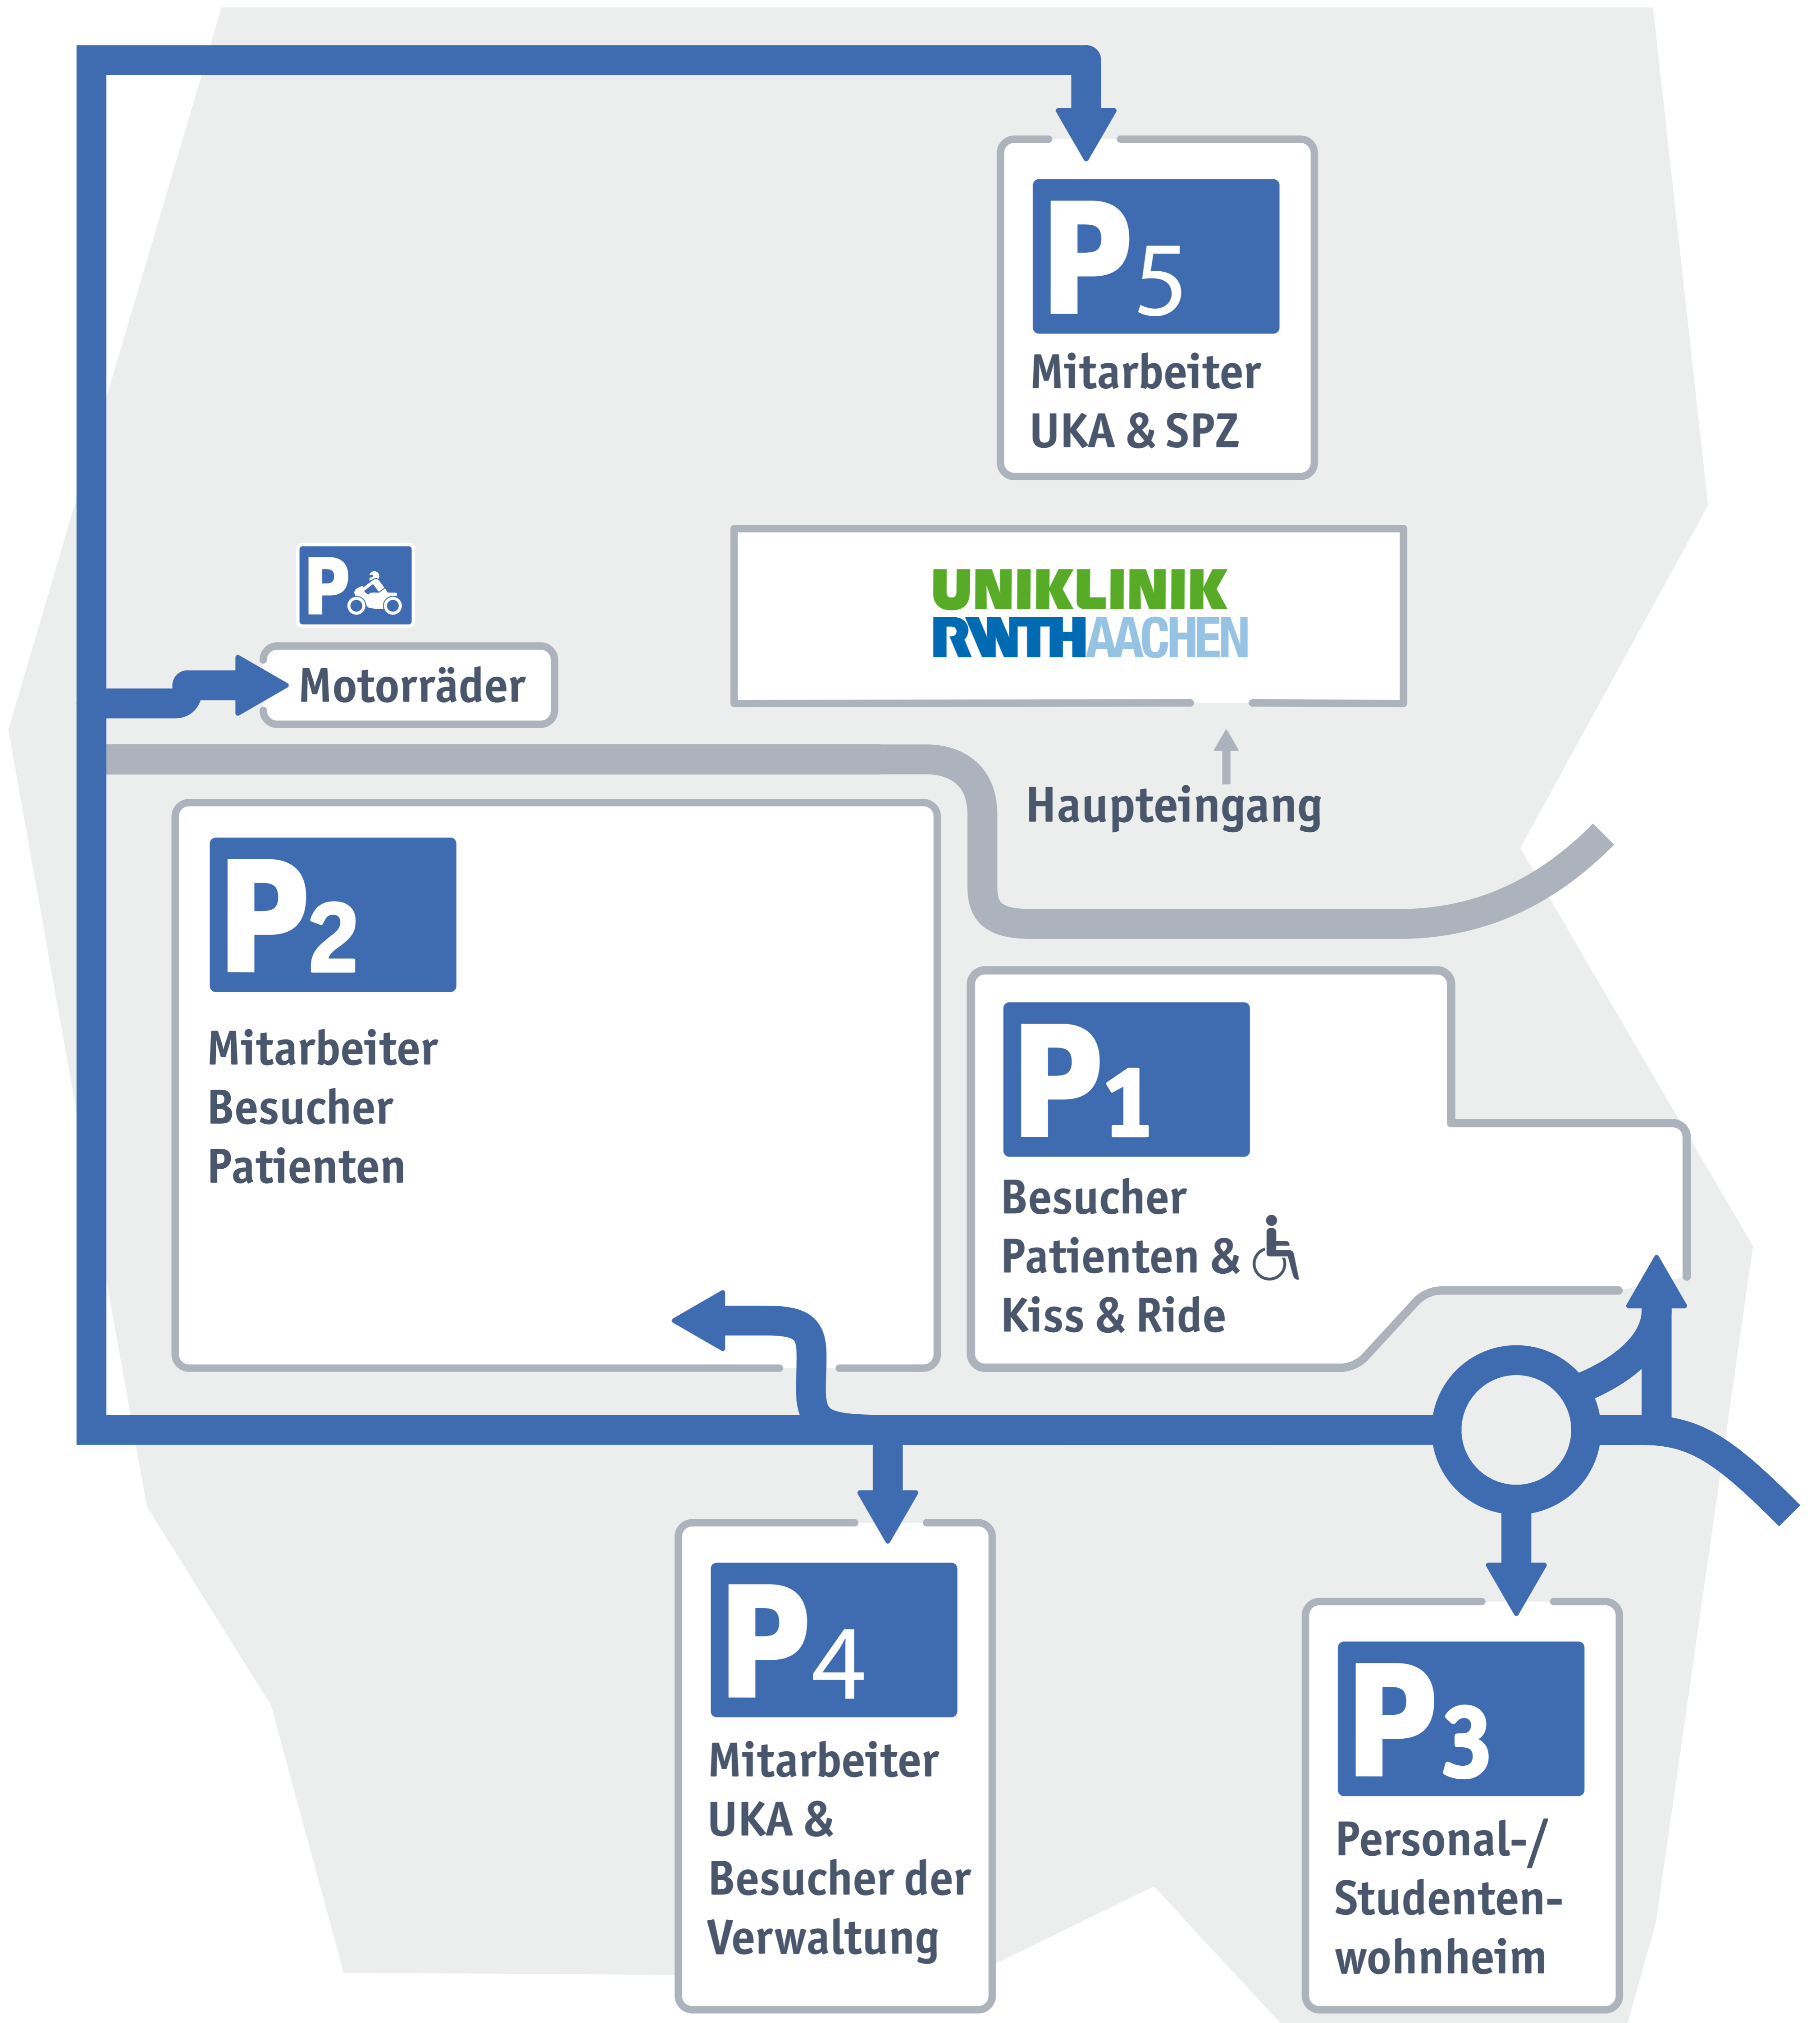 P5
Mitarbeiter
UKA & SPZ
UNIKLINIK
RWTHAACHEN
P
Motorräder
Haupteingang
P2
Mitarbeiter
Besucher
Patienten
P1
Besucher
Patienten &
Kiss & Ride
P4
Mitarbeiter
UKA &
Besucher der
Verwaltung
P3
Personal-/
Studenten-
wohnheim